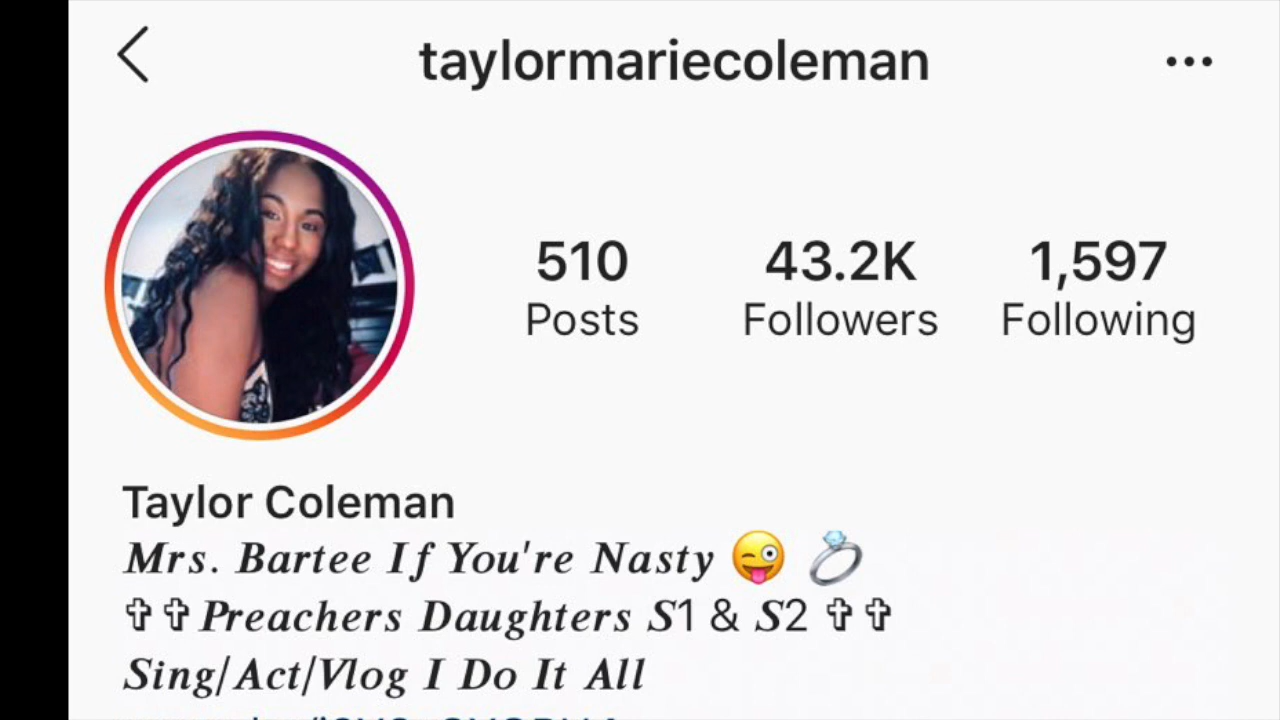 taylormariecoleman
510 43.2K 1,597
Posts Followers Following
Taylor Coleman
Mrs. Bartee If You're Nasty 😜 💍
✞✞Preachers Daughters S1 & S2 ✞✞
Sing/Act/Vlog I Do It All